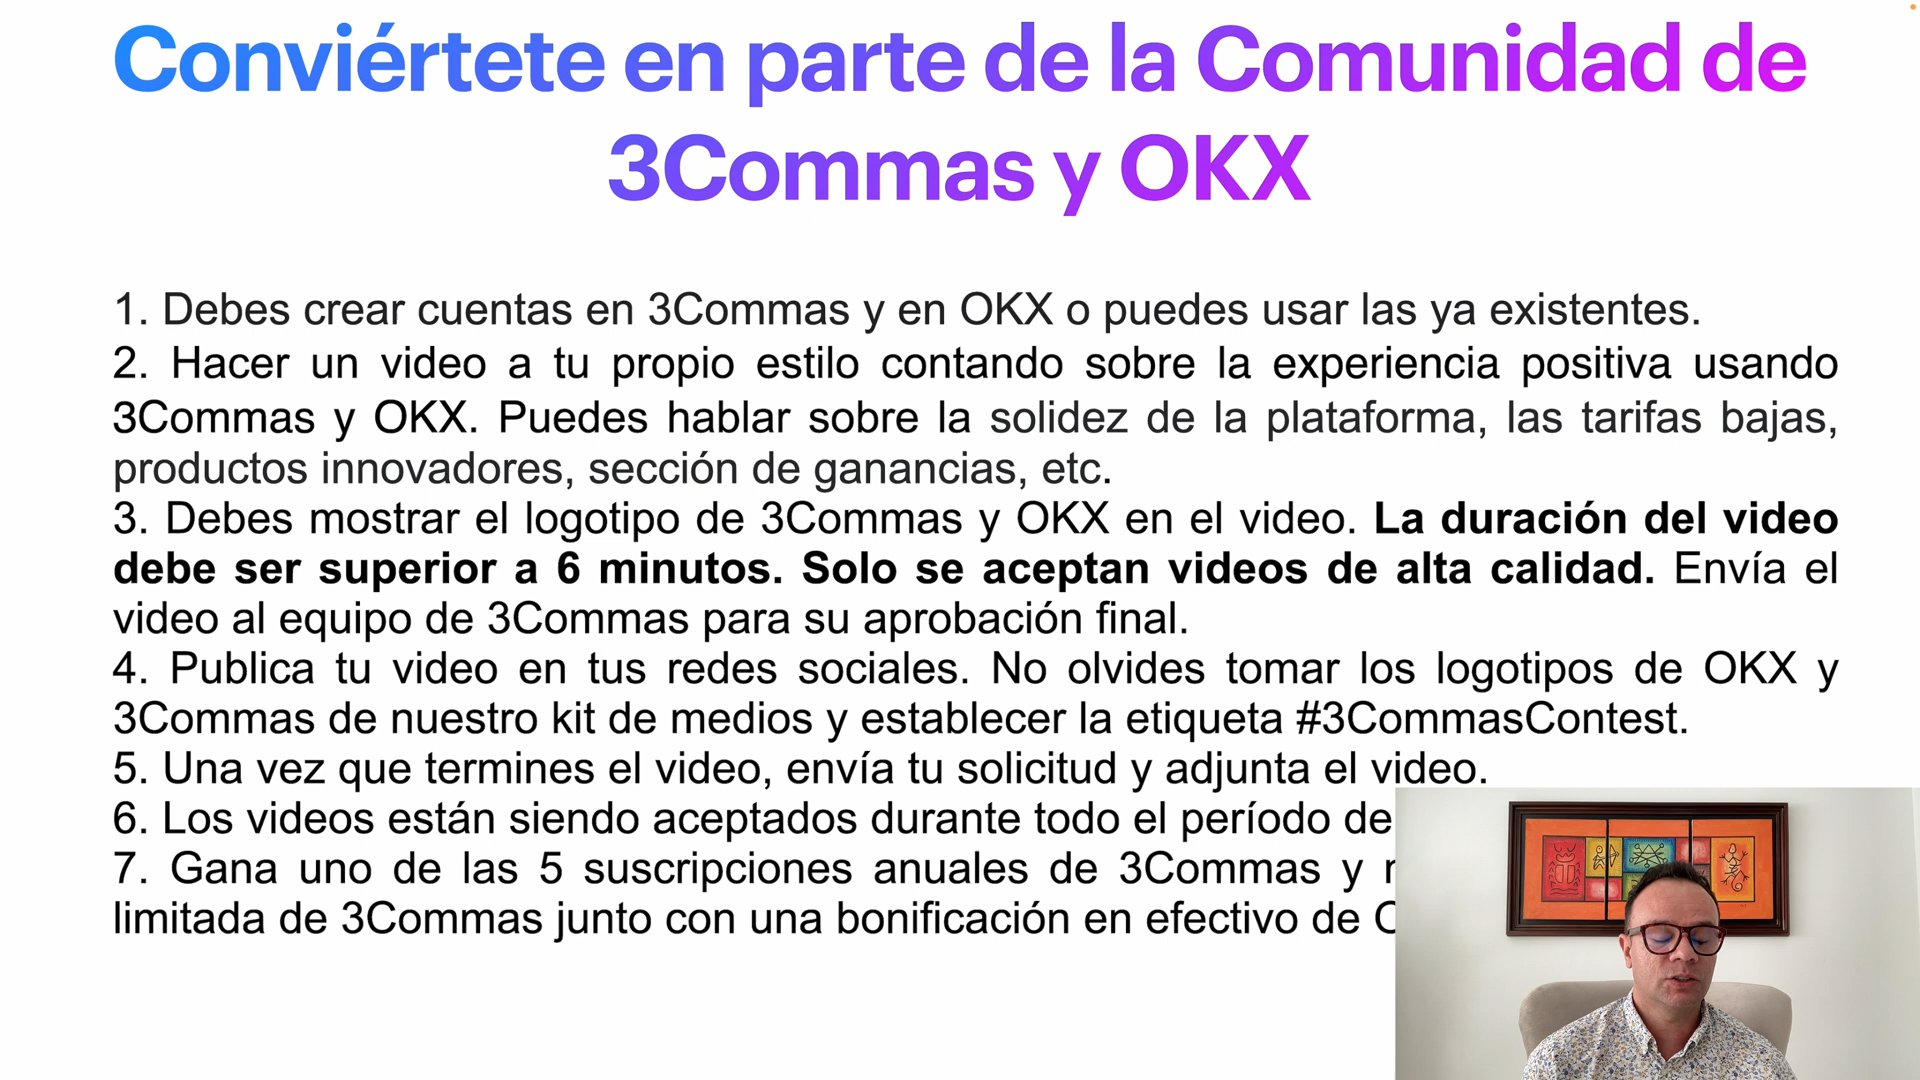 Conviértete en parte de la Comunidad de
3Commas y OKX
1. Debes crear cuentas en 3Commas y en OKX o puedes usar las ya existentes.
2. Hacer un video a tu propio estilo contando sobre la experiencia positiva usando
3Commas y OKX. Puedes hablar sobre la solidez de la plataforma, las tarifas bajas,
productos innovadores, sección de ganancias, etc.
3. Debes mostrar el logotipo de 3Commas y OKX en el video. La duración del video
debe ser superior a 6 minutos. Solo se aceptan videos de alta calidad. Envía el
video al equipo de 3Commas para su aprobación final.
4. Publica tu video en tus redes sociales. No olvides tomar los logotipos de OKX y
3Commas de nuestro kit de medios y establecer la etiqueta #3CommasContest.
5. Una vez que termines el video, envía tu solicitud y adjunta el video.
6. Los videos están siendo aceptados durante todo el período de
7. Gana uno de las 5 suscripciones anuales de 3Commas y
limitada de 3Commas junto con una bonificación en efectivo de